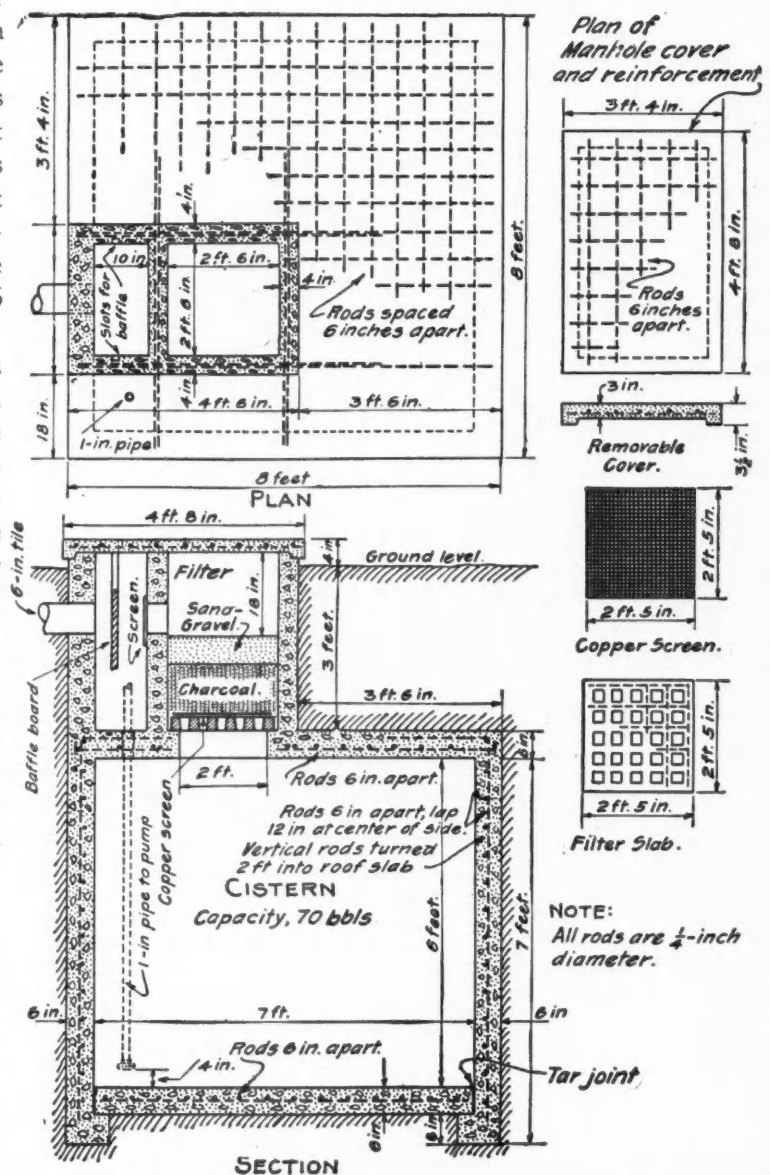 Plan of
Manhole cover
and reinforcement
3 ft. 4 in.
4 ft. 8 in.
Rods
6 inches
apart.
3 in.
3½ in.
Removable
Cover.
3 ft. 4 in.
4 in.
10 in
2 ft. 6 in.
Slots for
baffle
2 ft. 8 in.
4 in.
Rods spaced
6 inches apart.
8 feet.
4 in.
18 in.
4 ft. 6 in.
3 ft. 6 in.
1-in. pipe
8 feet
PLAN
2 ft. 5 in.
2 ft. 5 in.
Copper Screen.
2 ft. 5 in.
2 ft. 5 in.
Filter Slab.
4 ft. 8 in.
4 in.
Ground level.
6-in. tile
Filter
Screen.
18 in.
Sana-
Gravel.
3 feet
Charcoal.
3 ft. 6 in.
Baffle board
6 in
2 ft.
Rods 6 in. apart.
Copper screen
1-in pipe to pump
Rods 6 in apart, lap
12 in at center of side.
Vertical rods turned
2 ft into roof slab
CISTERN
Capacity, 70 bbls
6 feet.
7 feet.
NOTE:
All rods are ¼-inch
diameter.
6 in
7 ft.
6 in
Rods 6 in. apart.
4 in.
Tar joint
6 in
6 in
SECTION